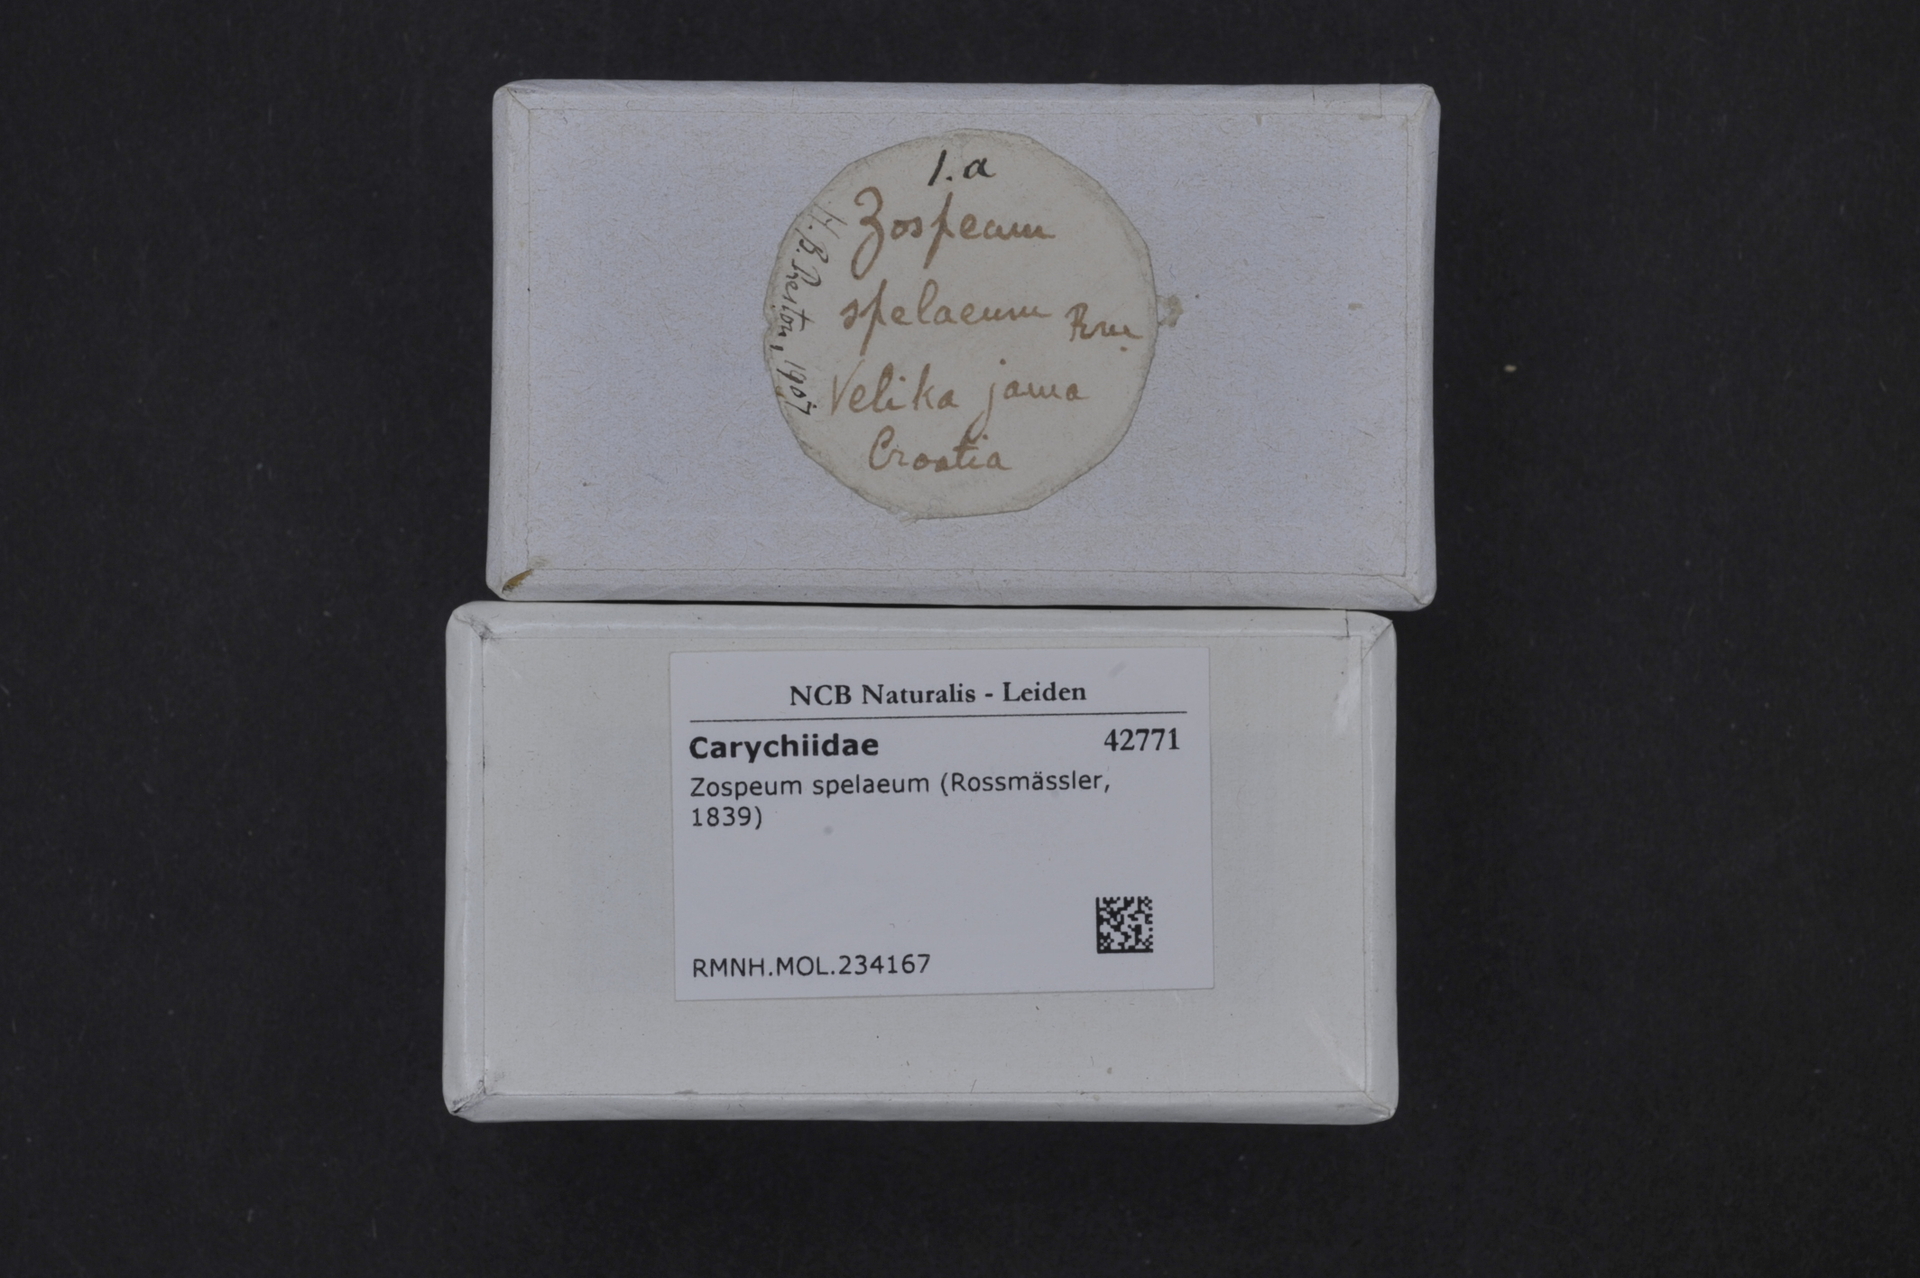 1.a
Zospeum
spelaeum Rm.
Velika jama
Croatia
H.B. Preston, 1907
NCB Naturalis - Leiden
Carychiidae 42771
Zospeum spelaeum (Rossmässler,
1839)
RMNH.MOL.234167